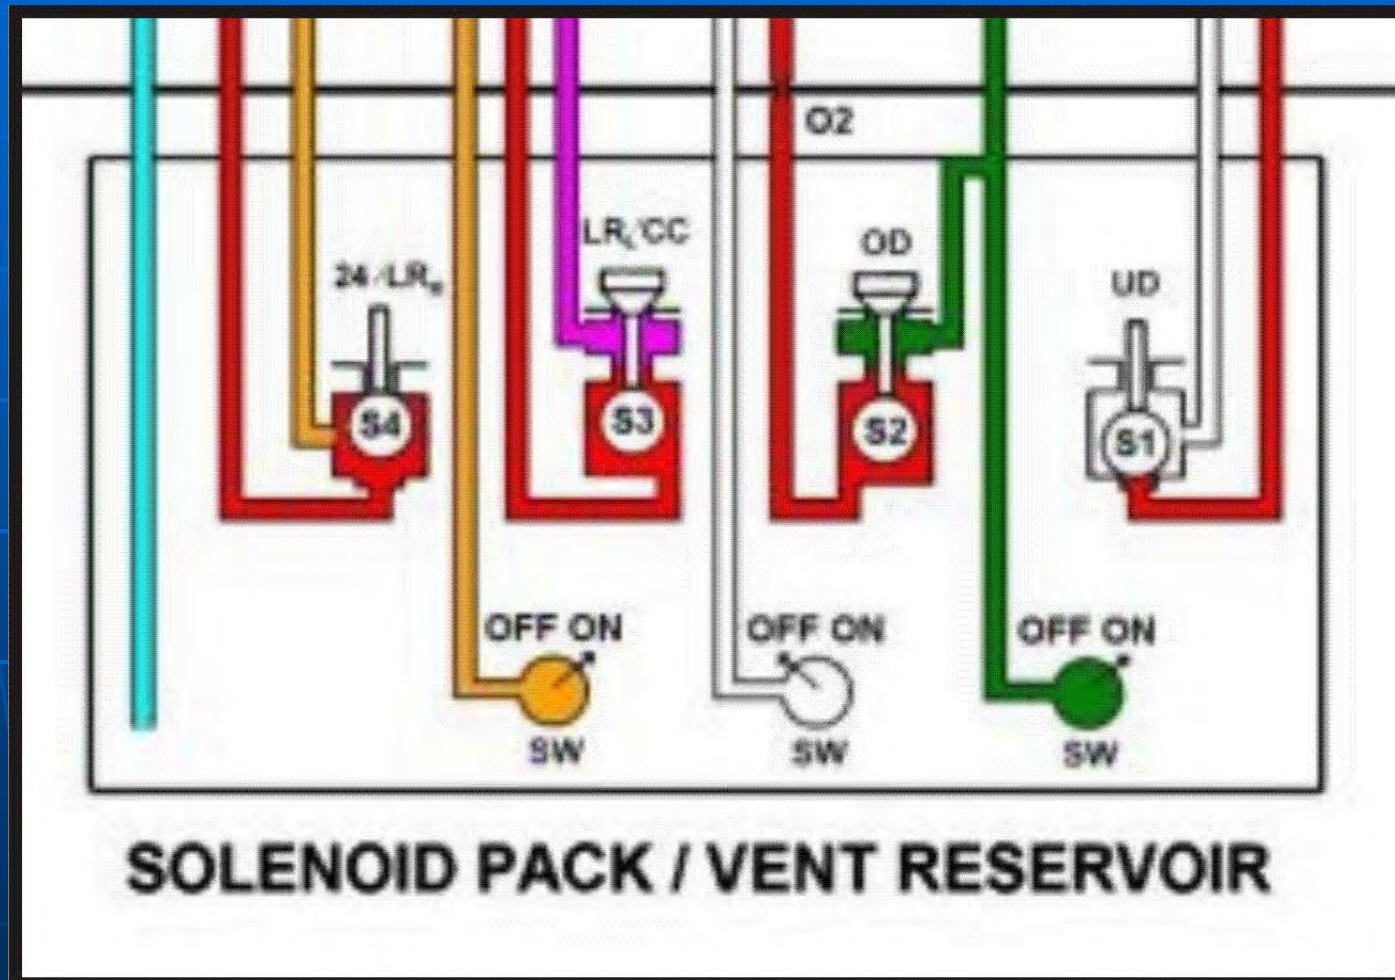 O2
LR/CC
OD
24/LR
UD
S4
S3
S2
S1
OFF ON
OFF ON
OFF ON
SW
SW
SW
SOLENOID PACK / VENT RESERVOIR